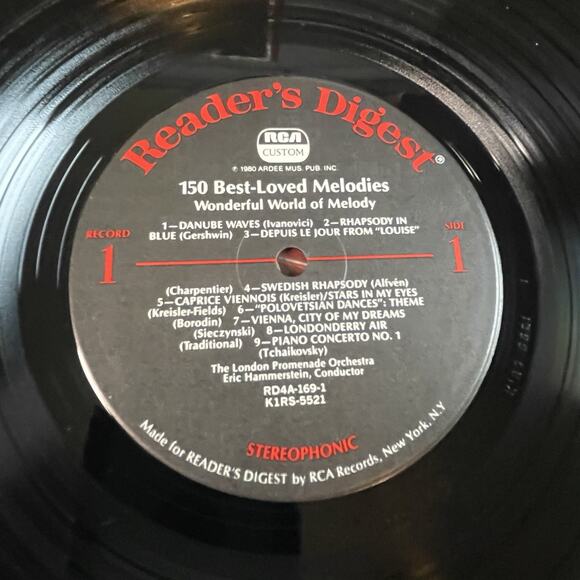 Reader's Digest®
RCA
CUSTOM
℗ 1980 ARDEE MUS. PUB. INC.
150 Best-Loved Melodies
Wonderful World of Melody
1—DANUBE WAVES (Ivanovici) 2—RHAPSODY IN
BLUE (Gershwin) 3—DEPUIS LE JOUR FROM "LOUISE"
RECORD
1
SIDE
1
(Charpentier) 4—SWEDISH RHAPSODY (Alfvén)
5—CAPRICE VIENNOIS (Kreisler)/STARS IN MY EYES
(Kreisler-Fields) 6—"POLOVETSIAN DANCES": THEME
(Borodin) 7—VIENNA, CITY OF MY DREAMS
(Sieczynski) 8—LONDONDERRY AIR
(Traditional) 9—PIANO CONCERTO NO. 1
(Tchaikovsky)
The London Promenade Orchestra
Eric Hammerstein, Conductor
RD4A-169-1
K1RS-5521
STEREOPHONIC
Made for READER'S DIGEST by RCA Records, New York, N.Y.